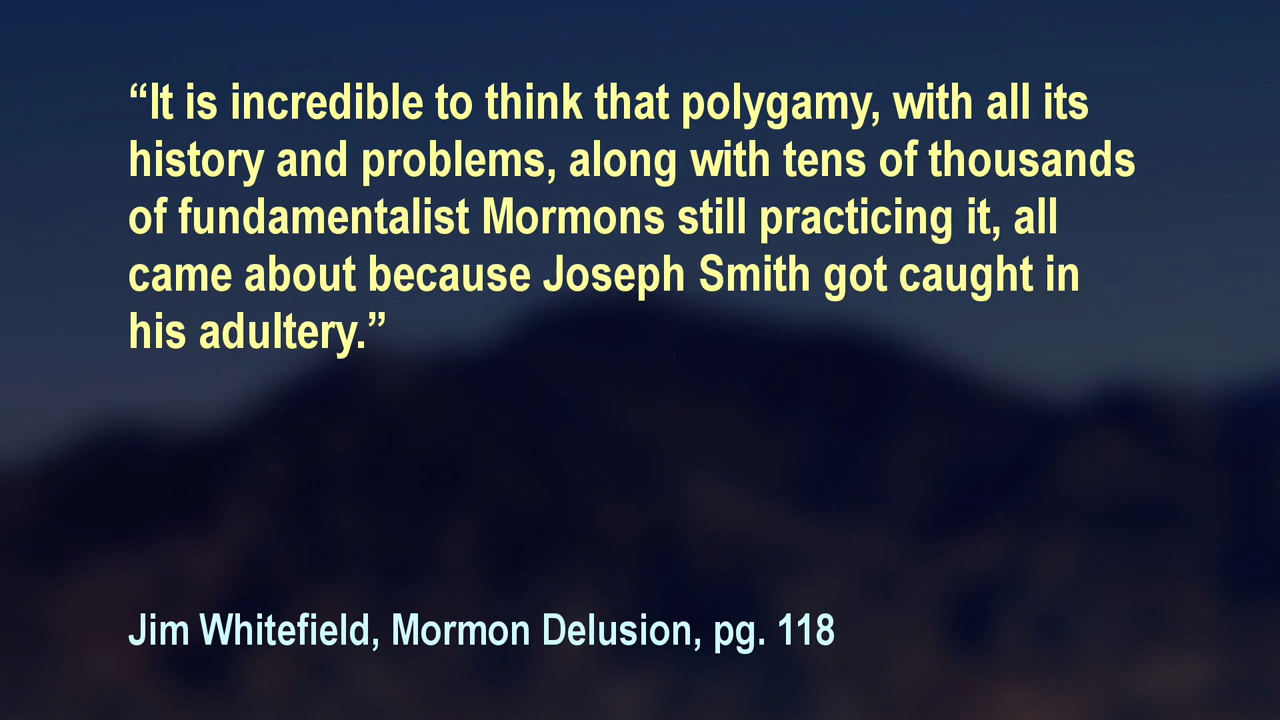 “It is incredible to think that polygamy, with all its
history and problems, along with tens of thousands
of fundamentalist Mormons still practicing it, all
came about because Joseph Smith got caught in
his adultery.”
Jim Whitefield, Mormon Delusion, pg. 118